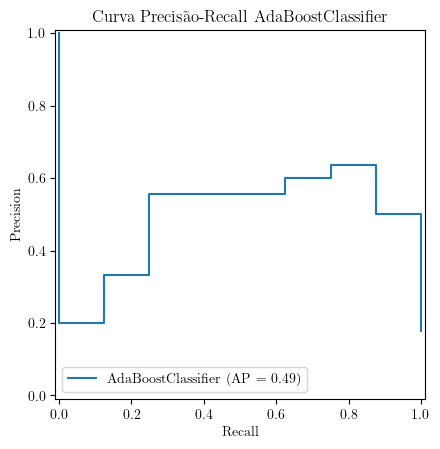 Curva Precisão-Recall AdaBoostClassifier
1.0
0.8
0.6
0.4
0.2
0.0
Precision
AdaBoostClassifier (AP = 0.49)
0.0 0.2 0.4 0.6 0.8 1.0
Recall